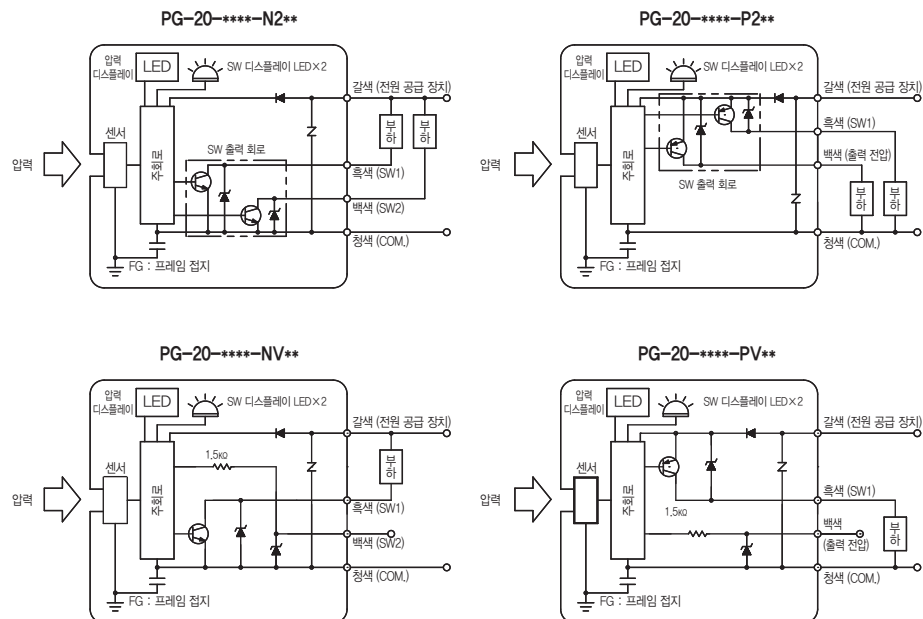 PG-20-****-N2**
압력
디스플레이
LED
SW 디스플레이 LED×2
갈색 (전원 공급 장치)
센서
주회로
부하
부하
압력
SW 출력 회로
흑색 (SW1)
백색 (SW2)
청색 (COM.)
FG : 프레임 접지
PG-20-****-P2**
압력
디스플레이
LED
SW 디스플레이 LED×2
갈색 (전원 공급 장치)
센서
주회로
흑색 (SW1)
압력
백색 (출력 전압)
SW 출력 회로
부하
부하
청색 (COM.)
FG : 프레임 접지
PG-20-****-NV**
압력
디스플레이
LED
SW 디스플레이 LED×2
갈색 (전원 공급 장치)
1.5KΩ
부하
센서
주회로
압력
흑색 (SW1)
백색 (SW2)
청색 (COM.)
FG : 프레임 접지
PG-20-****-PV**
압력
디스플레이
LED
SW 디스플레이 LED×2
갈색 (전원 공급 장치)
센서
주회로
압력
흑색 (SW1)
1.5KΩ
백색
(출력 전압)
부하
청색 (COM.)
FG : 프레임 접지